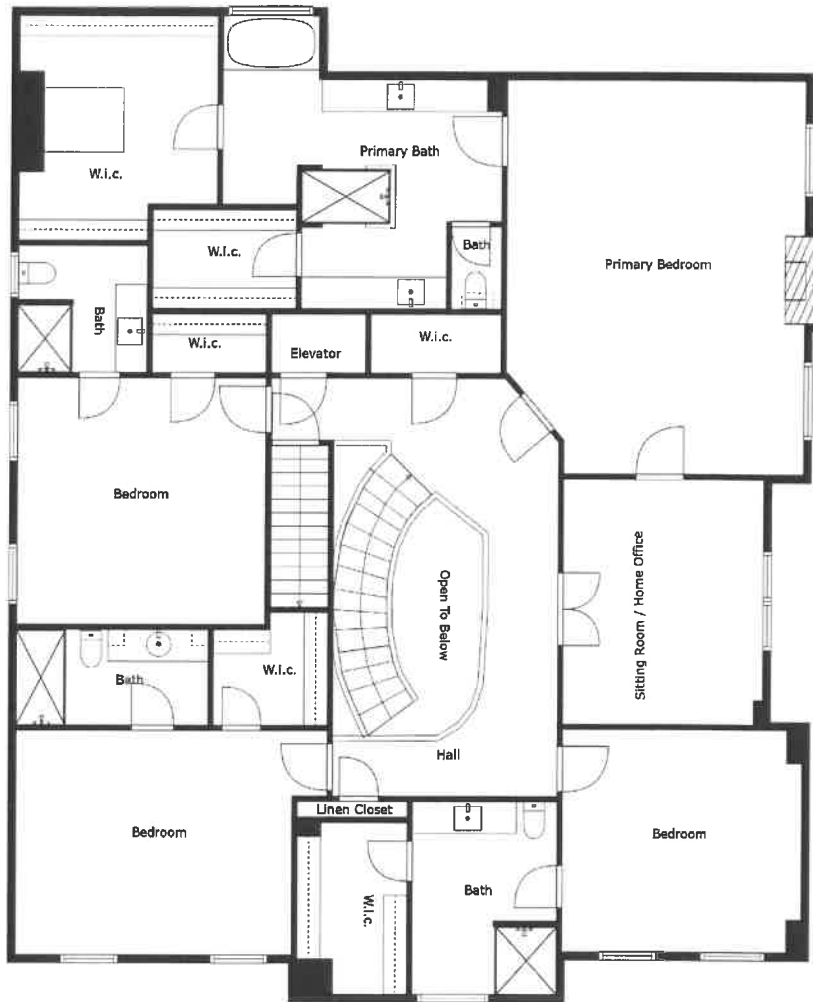 Primary Bath
W.i.c.
W.i.c.
Bath
Primary Bedroom
Bath
W.i.c.
Elevator
W.i.c.
Bedroom
Open To Below
Sitting Room / Home Office
W.i.c.
Bath
Hall
Linen Closet
Bedroom
Bedroom
Bath
W.i.c.